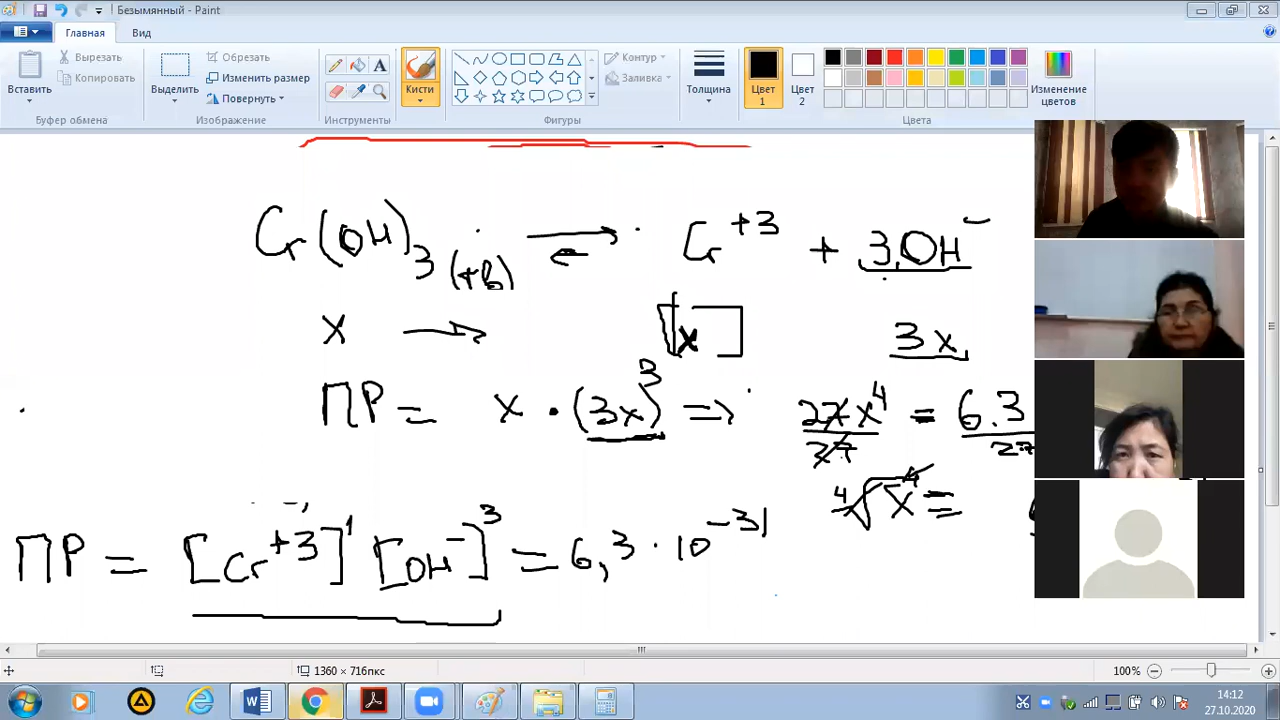 Безымянный - Paint
Главная Вид
Вставить
Вырезать
Копировать
Буфер обмена
Выделить
Обрезать
Изменить размер
Повернуть
Изображение
Инструменты
Кисти
Контур
Заливка
Фигуры
Толщина
Цвет 1
Цвет 2
Цвета
Изменение цветов
Cr(OH)₃ (тв) ⇌ Cr⁺³ + 3OH⁻
x → x 3x
ПР = x · (3x)³ => 27x⁴ = 6.3
27 27
⁴√x⁴ =
ПР = [Cr⁺³]¹ [OH⁻]³ = 6,3 · 10⁻³¹
1360 × 716пкс
100%
14:12
27.10.2020